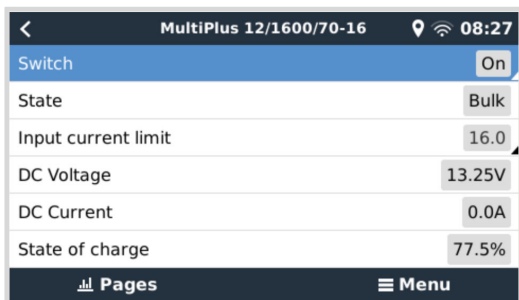 MultiPlus 12/1600/70-16 08:27
Switch On
State Bulk
Input current limit 16.0
DC Voltage 13.25V
DC Current 0.0A
State of charge 77.5%
Pages Menu